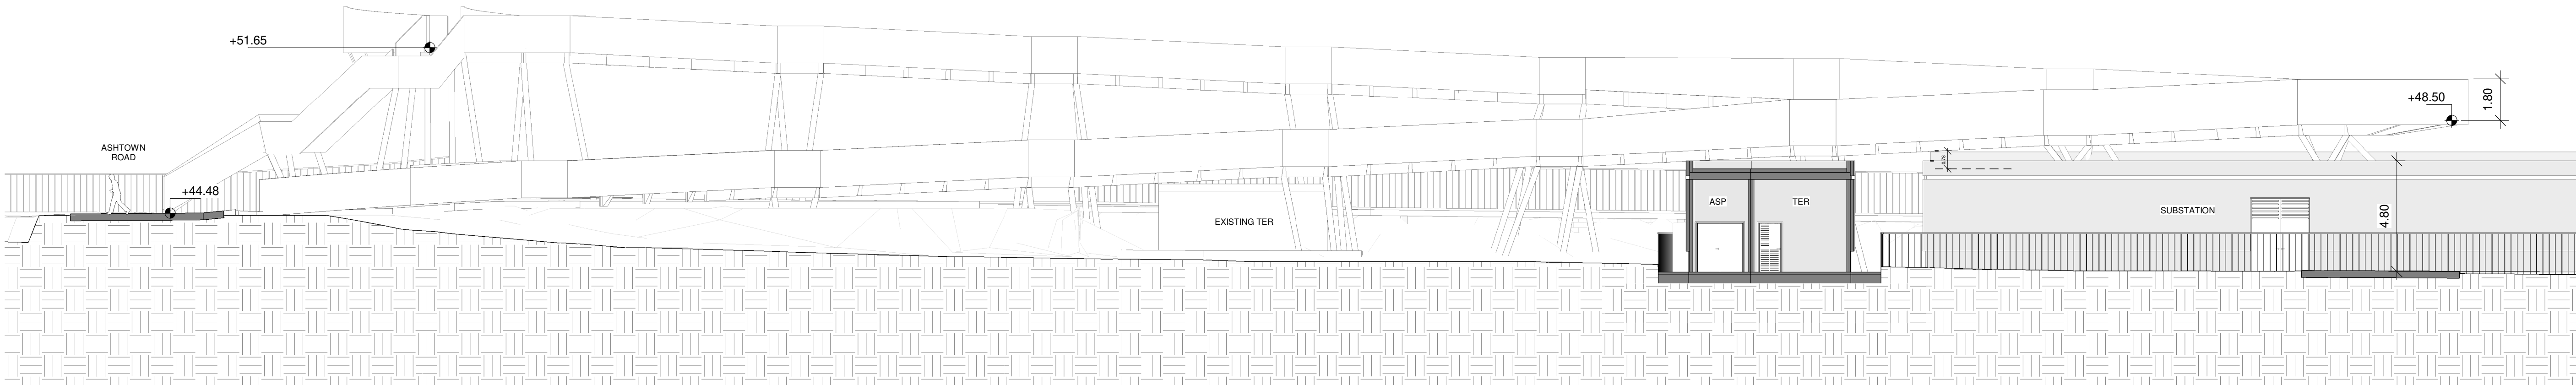 +51.65
+48.50
1.80
ASHTOWN
ROAD
+44.48
ASP
TER
EXISTING TER
SUBSTATION
4.80